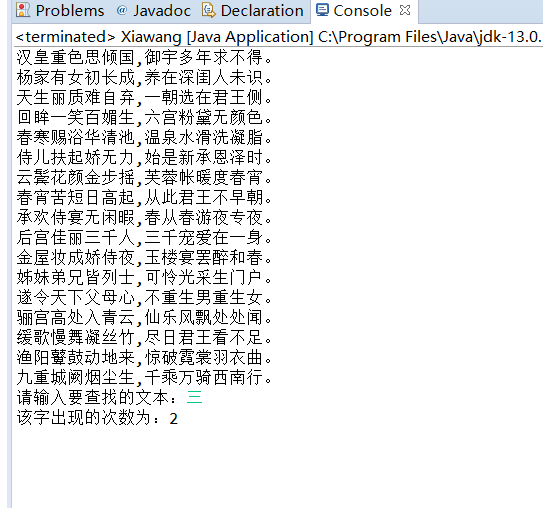 Problems @ Javadoc Declaration Console
<terminated> Xiawang [Java Application] C:\Program Files\Java\jdk-13.0.
汉皇重色思倾国,御宇多年求不得。
杨家有女初长成,养在深闺人未识。
天生丽质难自弃,一朝选在君王侧。
回眸一笑百媚生,六宫粉黛无颜色。
春寒赐浴华清池,温泉水滑洗凝脂。
侍儿扶起娇无力,始是新承恩泽时。
云鬓花颜金步摇,芙蓉帐暖度春宵。
春宵苦短日高起,从此君王不早朝。
承欢侍宴无闲暇,春从春游夜专夜。
后宫佳丽三千人,三千宠爱在一身。
金屋妆成娇侍夜,玉楼宴罢醉和春。
姊妹弟兄皆列士,可怜光采生门户。
遂令天下父母心,不重生男重生女。
骊宫高处入青云,仙乐风飘处处闻。
缓歌慢舞凝丝竹,尽日君王看不足。
渔阳鼙鼓动地来,惊破霓裳羽衣曲。
九重城阙烟尘生,千乘万骑西南行。
请输入要查找的文本：三
该字出现的次数为：2